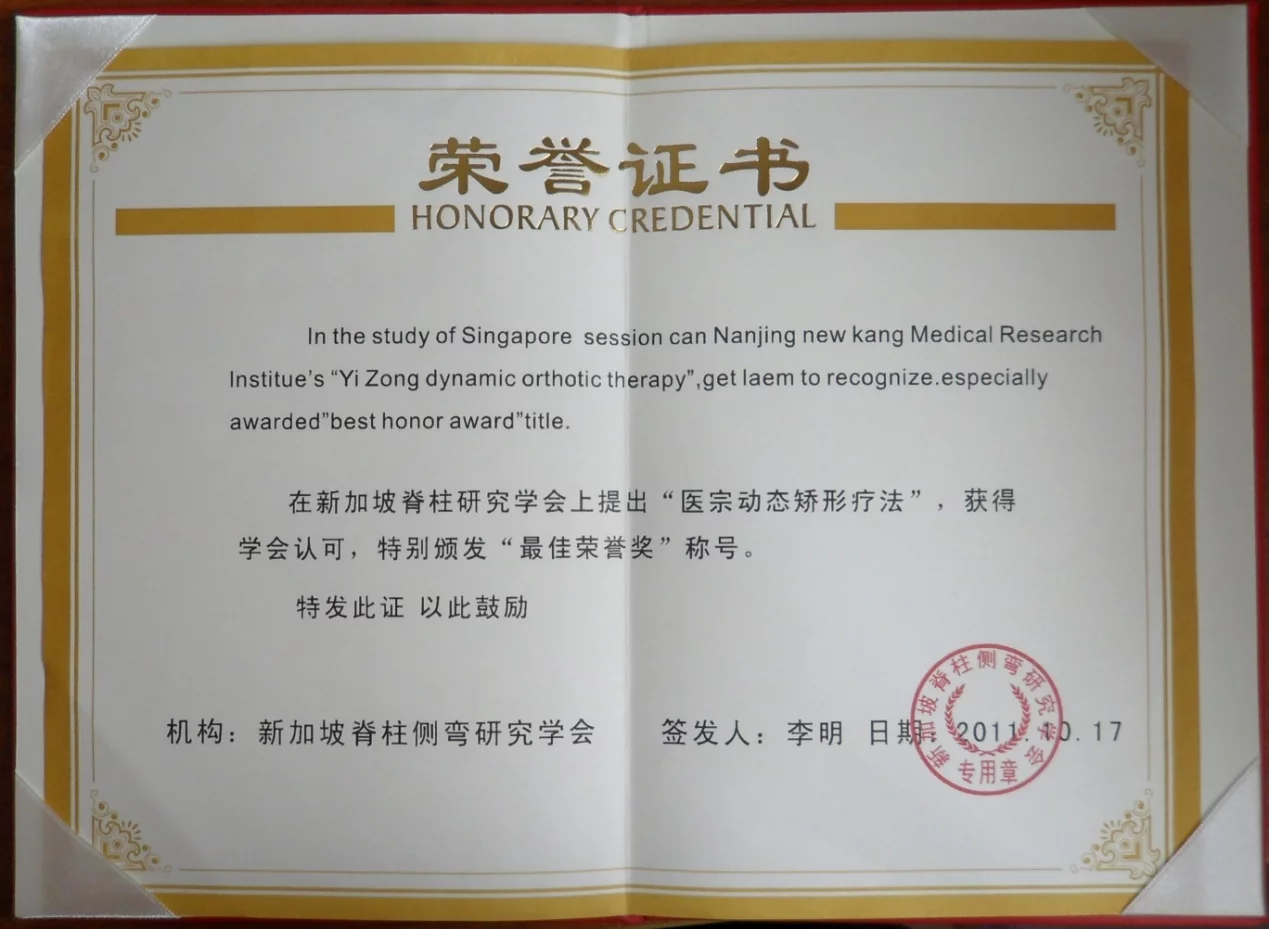 荣誉证书
HONORARY CREDENTIAL
In the study of Singapore session can Nanjing new kang Medical Research
Institue's “Yi Zong dynamic orthotic therapy”,get laem to recognize.especially
awarded”best honor award”title.
在新加坡脊柱研究学会上提出“医宗动态矫形疗法”，获得
学会认可，特别颁发“最佳荣誉奖”称号。
特发此证 以此鼓励
机构：新加坡脊柱侧弯研究学会 签发人：李明 日期：2011.10.17
新加坡脊柱侧弯研究学会
专用章